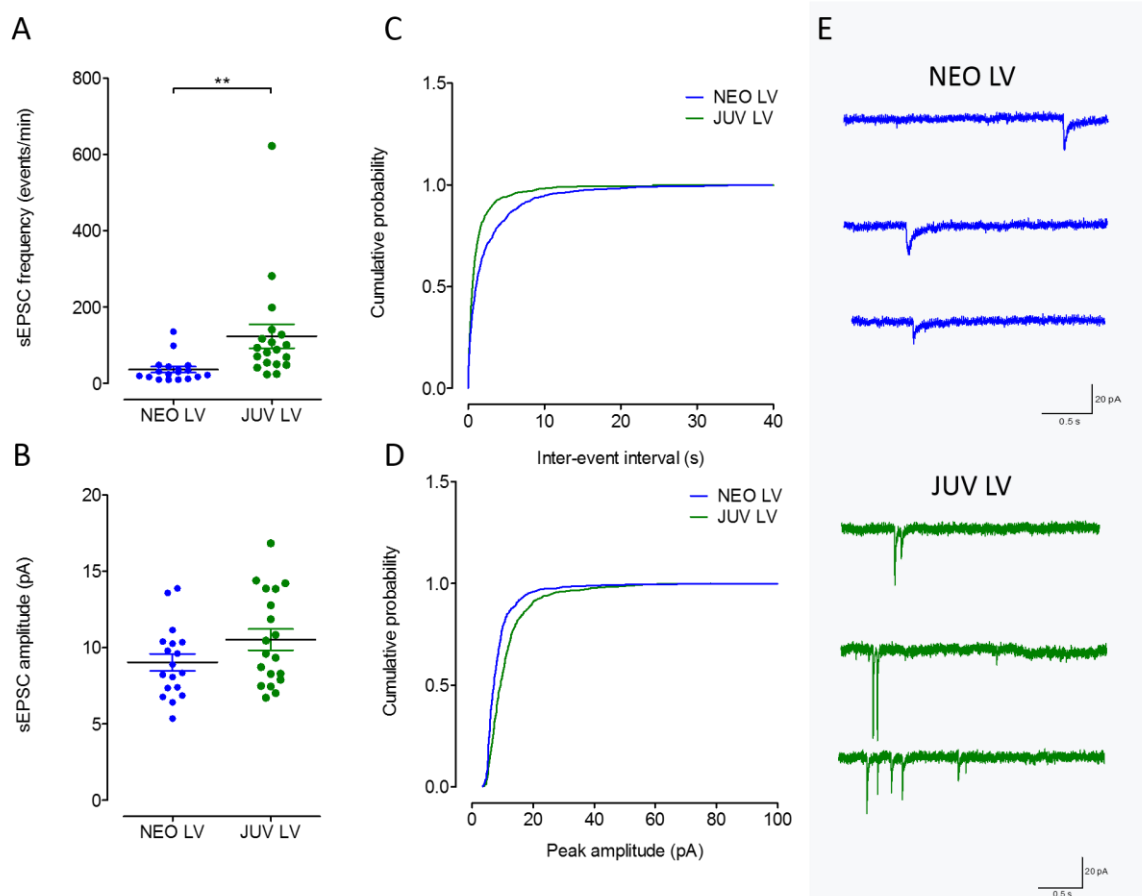 A
sEPSC frequency (events/min)
800
600
400
200
0
**
NEO LV JUV LV
B
sEPSC amplitude (pA)
20
15
10
5
0
NEO LV JUV LV
C
Cumulative probability
1.5
1.0
0.5
0.0
NEO LV
JUV LV
0 10 20 30 40
Inter-event interval (s)
D
Cumulative probability
1.5
1.0
0.5
0.0
NEO LV
JUV LV
0 20 40 60 80 100
Peak amplitude (pA)
E
NEO LV
20 pA
0.5 s
JUV LV
20 pA
0.5 s